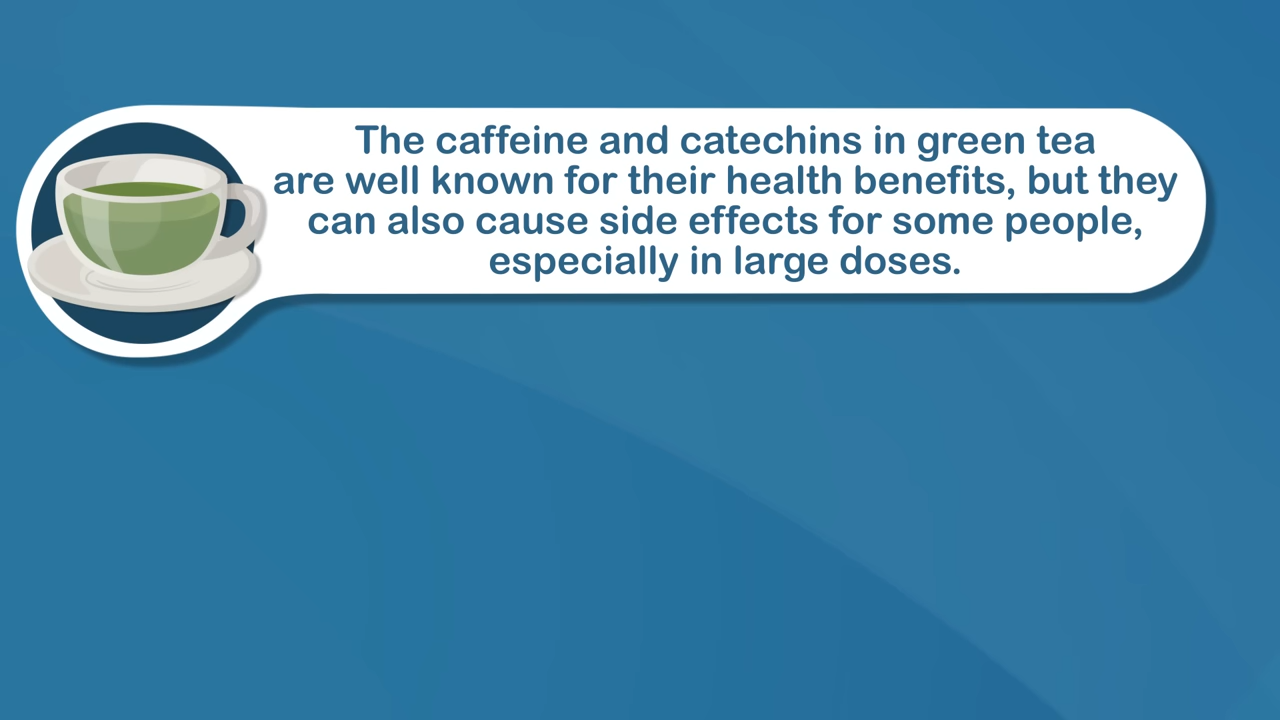 The caffeine and catechins in green tea
are well known for their health benefits, but they
can also cause side effects for some people,
especially in large doses.